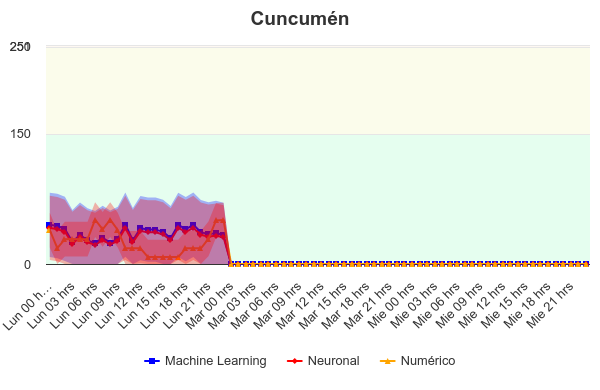 Cuncumén
250
150
0
Lun 00 h...
Lun 03 hrs
Lun 06 hrs
Lun 09 hrs
Lun 12 hrs
Lun 15 hrs
Lun 18 hrs
Lun 21 hrs
Mar 00 hrs
Mar 03 hrs
Mar 06 hrs
Mar 09 hrs
Mar 12 hrs
Mar 15 hrs
Mar 18 hrs
Mar 21 hrs
Mie 00 hrs
Mie 03 hrs
Mie 06 hrs
Mie 09 hrs
Mie 12 hrs
Mie 15 hrs
Mie 18 hrs
Mie 21 hrs
Machine Learning Neuronal Numérico